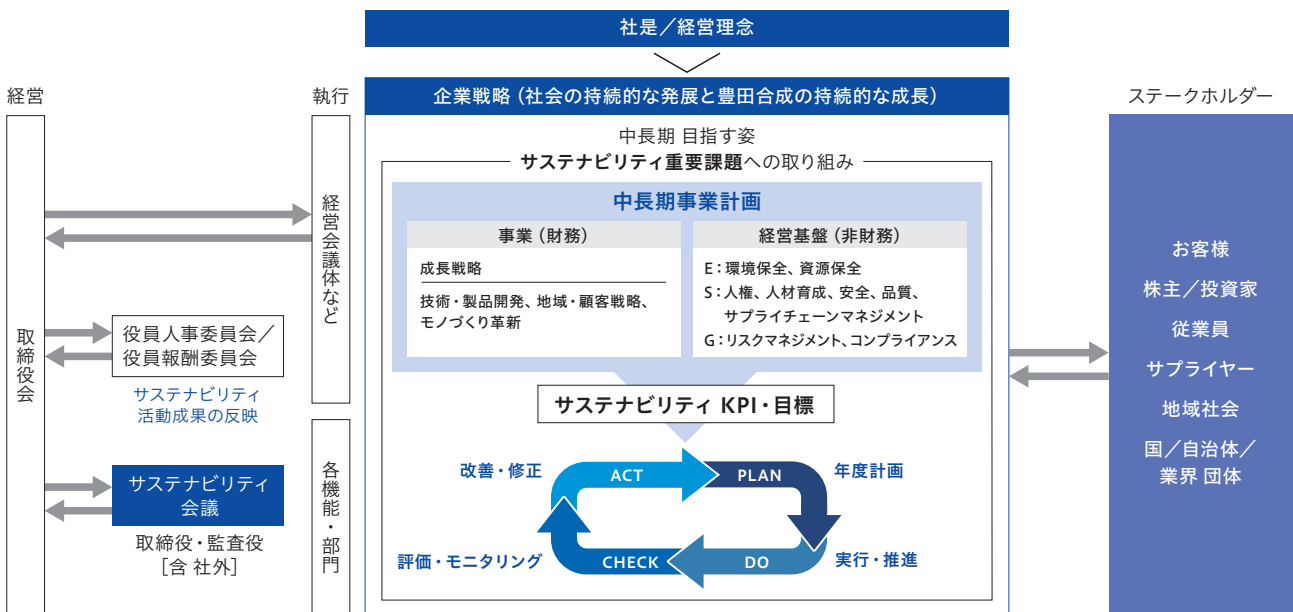 社是／経営理念
経営
執行
企業戦略（社会の持続的な発展と豊田合成の持続的な成長）
ステークホルダー
取締役会
経営会議体など
各機能・部門
役員人事委員会／
役員報酬委員会
サステナビリティ
活動成果の反映
サステナビリティ
会議
取締役・監査役
［含 社外］
中長期 目指す姿
サステナビリティ重要課題への取り組み
中長期事業計画
事業（財務）
成長戦略
技術・製品開発、地域・顧客戦略、
モノづくり革新
経営基盤（非財務）
E：環境保全、資源保全
S：人権、人材育成、安全、品質、
サプライチェーンマネジメント
G：リスクマネジメント、コンプライアンス
サステナビリティ KPI・目標
改善・修正
ACT
PLAN
年度計画
評価・モニタリング
CHECK
DO
実行・推進
お客様
株主／投資家
従業員
サプライヤー
地域社会
国／自治体／
業界 団体